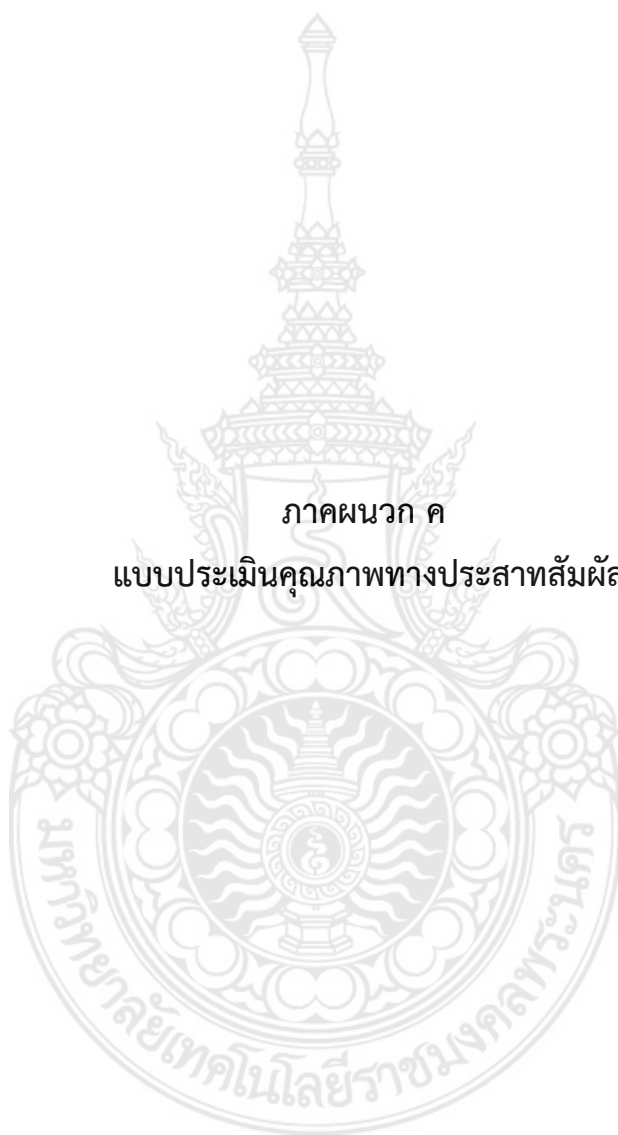 ภาคผนวก ค
แบบประเมินคุณภาพทางประสาทสัมผัส
มหาวิทยาลัยเทคโนโลยีราชมงคลพระนคร